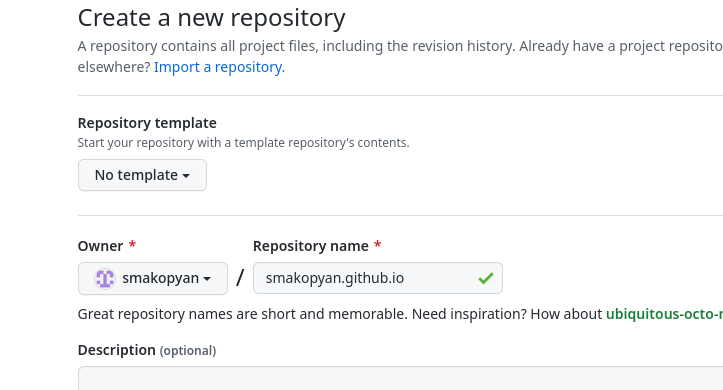 Create a new repository
A repository contains all project files, including the revision history. Already have a project reposito
elsewhere? Import a repository.
Repository template
Start your repository with a template repository's contents.
No template
Owner *
Repository name *
smakopyan / smakopyan.github.io
Great repository names are short and memorable. Need inspiration? How about ubiquitous-octo-
Description (optional)